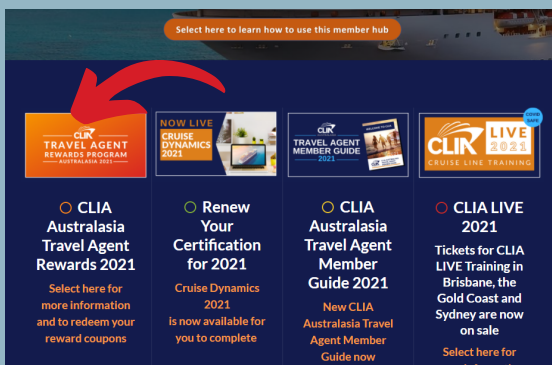 Select here to learn how to use this member hub
CLIA
TRAVEL AGENT
REWARDS PROGRAM
AUSTRALASIA 2021
NOW LIVE
CRUISE
DYNAMICS
2021
CLIA
TRAVEL AGENT
MEMBER GUIDE
2021
COVID
SAFE
CLIA
LIVE
2021
CRUISE LINE TRAINING
CLIA
Australasia
Travel Agent
Rewards 2021
Select here for
more information
and to redeem your
reward coupons
Renew
Your
Certification
for 2021
Cruise Dynamics
2021
is now available for
you to complete
CLIA
Australasia
Travel Agent
Member
Guide 2021
New CLIA
Australasia Travel
Agent Member
Guide now
CLIA LIVE
2021
Tickets for CLIA
LIVE Training in
Brisbane, the
Gold Coast and
Sydney are now
on sale
Select here for